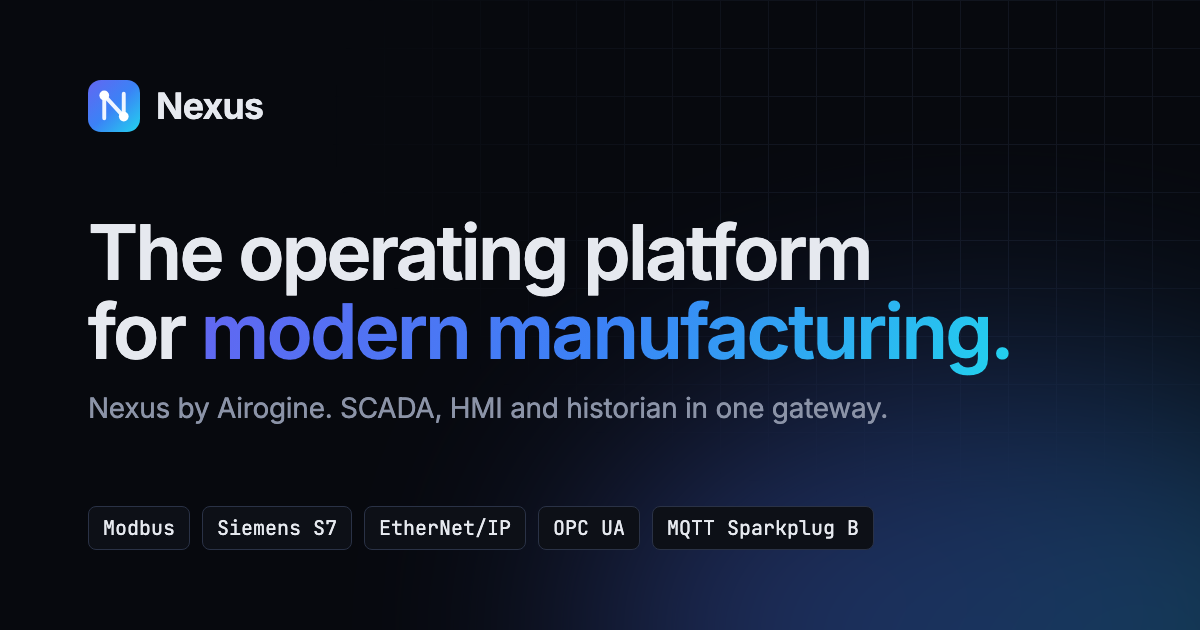 Nexus
The operating platform
for modern manufacturing.
Nexus by Airogine. SCADA, HMI and historian in one gateway.
Modbus Siemens S7 EtherNet/IP OPC UA MQTT Sparkplug B